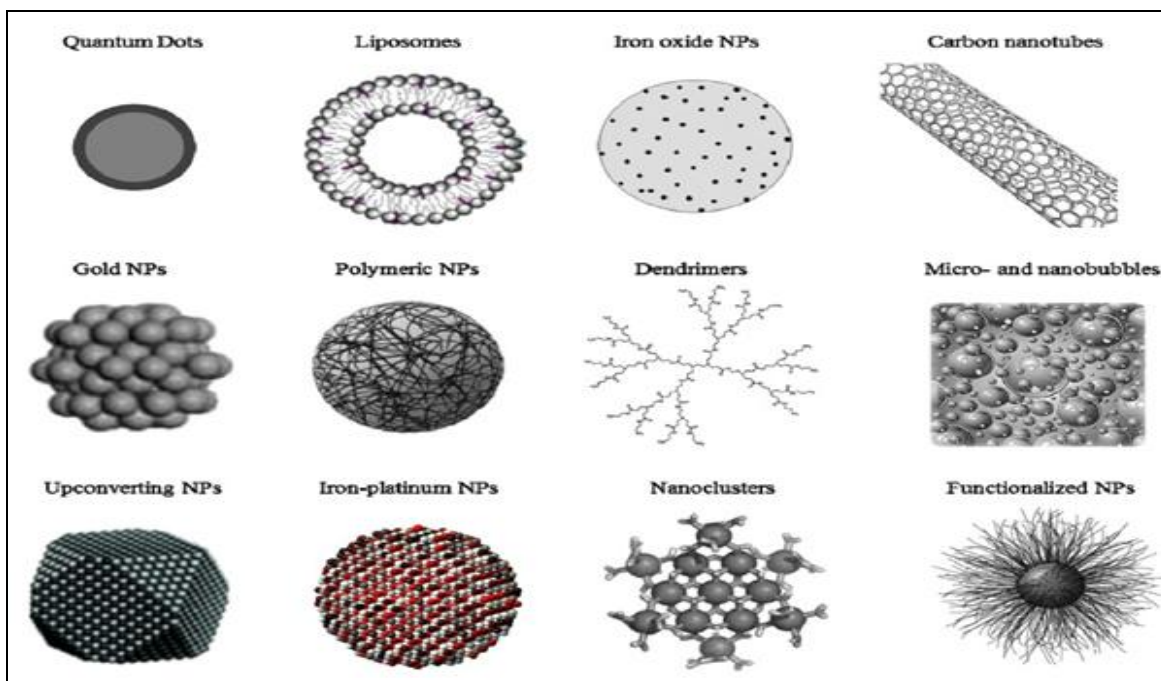 Quantum Dots
Liposomes
Iron oxide NPs
Carbon nanotubes
Gold NPs
Polymeric NPs
Dendrimers
Micro- and nanobubbles
Upconverting NPs
Iron-platinum NPs
Nanoclusters
Functionalized NPs